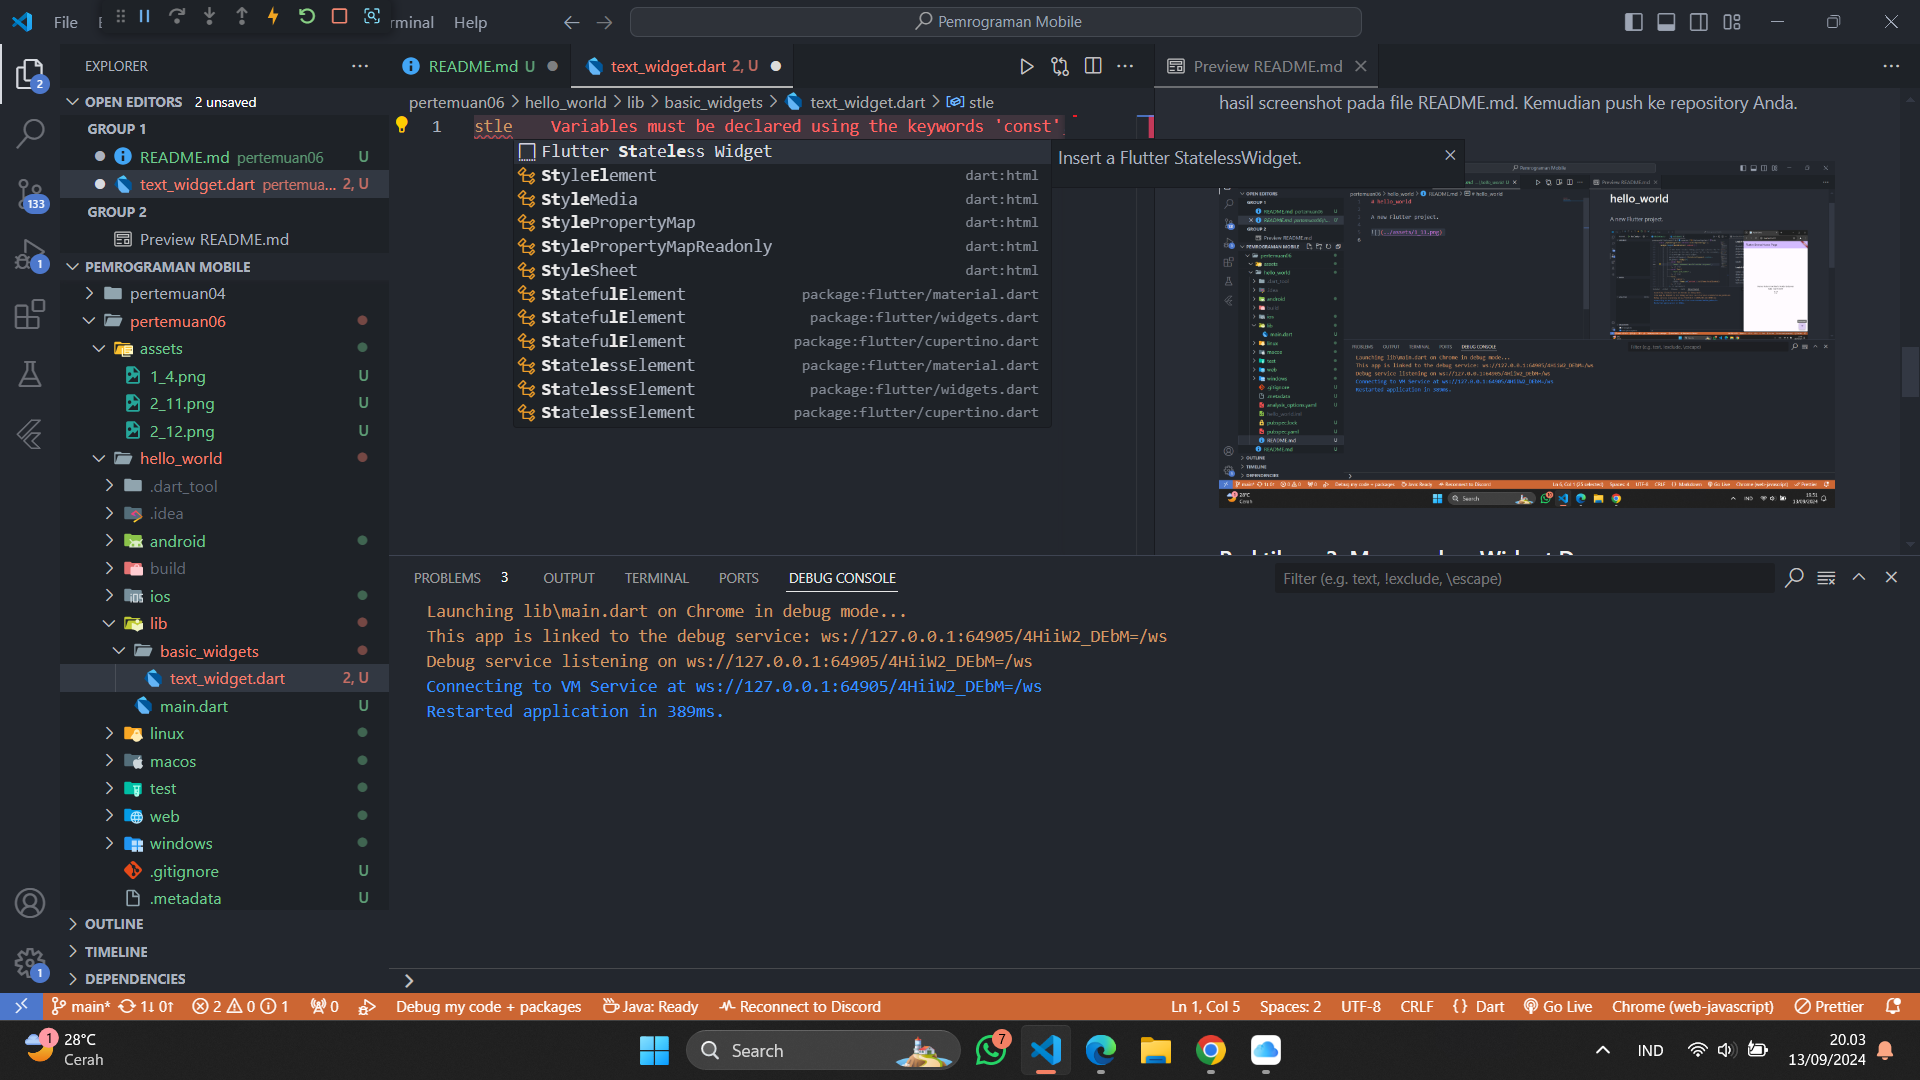 File
E
rminal
Help
Pemrograman Mobile
EXPLORER
OPEN EDITORS 2 unsaved
GROUP 1
README.md pertemuan06 U
text_widget.dart pertemua... 2, U
GROUP 2
Preview README.md
PEMROGRAMAN MOBILE
pertemuan04
pertemuan06
assets
1_4.png U
2_11.png U
2_12.png U
hello_world
.dart_tool
.idea
android
build
ios
lib
basic_widgets
text_widget.dart 2, U
main.dart U
linux
macos
test
web
windows
.gitignore U
.metadata U
OUTLINE
TIMELINE
DEPENDENCIES
README.md U
text_widget.dart 2, U
pertemuan06 > hello_world > lib > basic_widgets > text_widget.dart > stle
1 stle Variables must be declared using the keywords 'const'
Flutter Stateless Widget
StyleElement dart:html
StyleMedia dart:html
StylePropertyMap dart:html
StylePropertyMapReadonly dart:html
StyleSheet dart:html
StatefulElement package:flutter/material.dart
StatefulElement package:flutter/widgets.dart
StatefulElement package:flutter/cupertino.dart
StatelessElement package:flutter/material.dart
StatelessElement package:flutter/widgets.dart
StatelessElement package:flutter/cupertino.dart
Insert a Flutter StatelessWidget.
Preview README.md
hasil screenshot pada file README.md. Kemudian push ke repository Anda.
hello_world
A new Flutter project.
PROBLEMS 3 OUTPUT TERMINAL PORTS DEBUG CONSOLE
Filter (e.g. text, !exclude, \escape)
Launching lib\main.dart on Chrome in debug mode...
This app is linked to the debug service: ws://127.0.0.1:64905/4HiiW2_DEbM=/ws
Debug service listening on ws://127.0.0.1:64905/4HiiW2_DEbM=/ws
Connecting to VM Service at ws://127.0.0.1:64905/4HiiW2_DEbM=/ws
Restarted application in 389ms.
main* 1↓ 0↑ 2 0 1 0 Debug my code + packages Java: Ready Reconnect to Discord
Ln 1, Col 5 Spaces: 2 UTF-8 CRLF {} Dart Go Live Chrome (web-javascript) Prettier
2
133
1
1
1
28°C
Cerah
Search
7
IND
20.03
13/09/2024